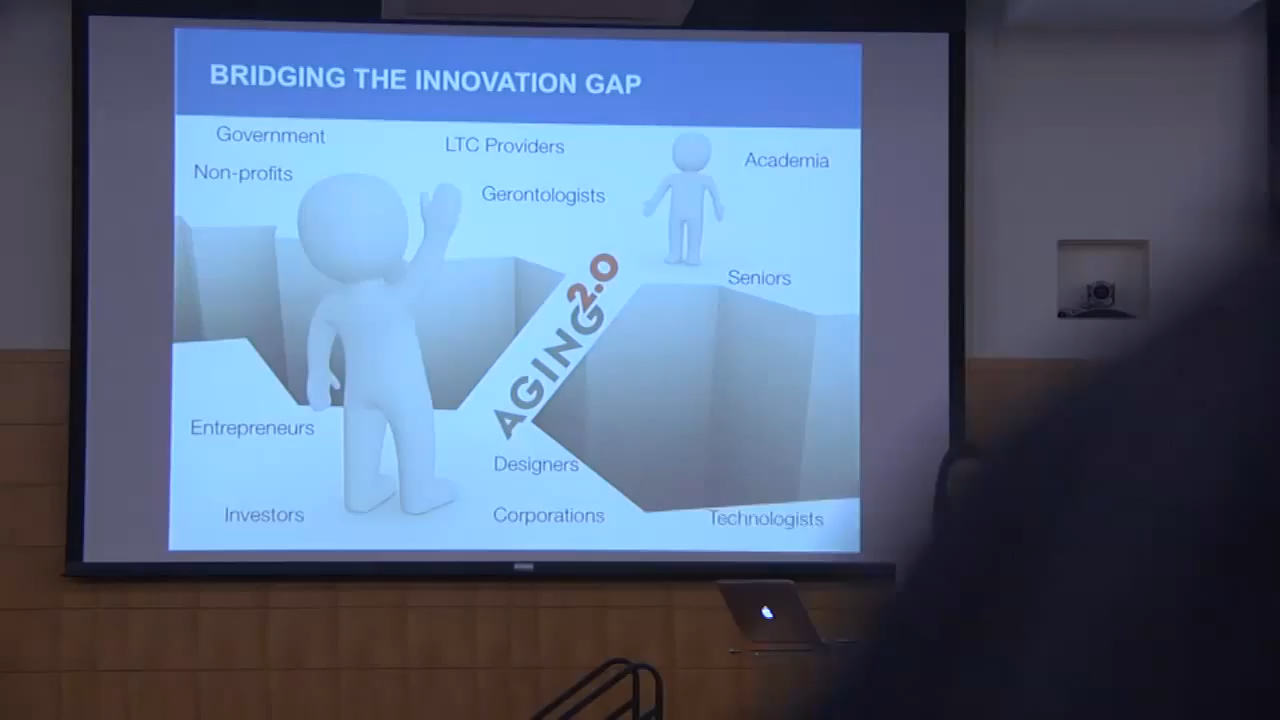 BRIDGING THE INNOVATION GAP
Government
LTC Providers
Academia
Non-profits
Gerontologists
Seniors
AGING2.0
Entrepreneurs
Designers
Investors
Corporations
Technologists